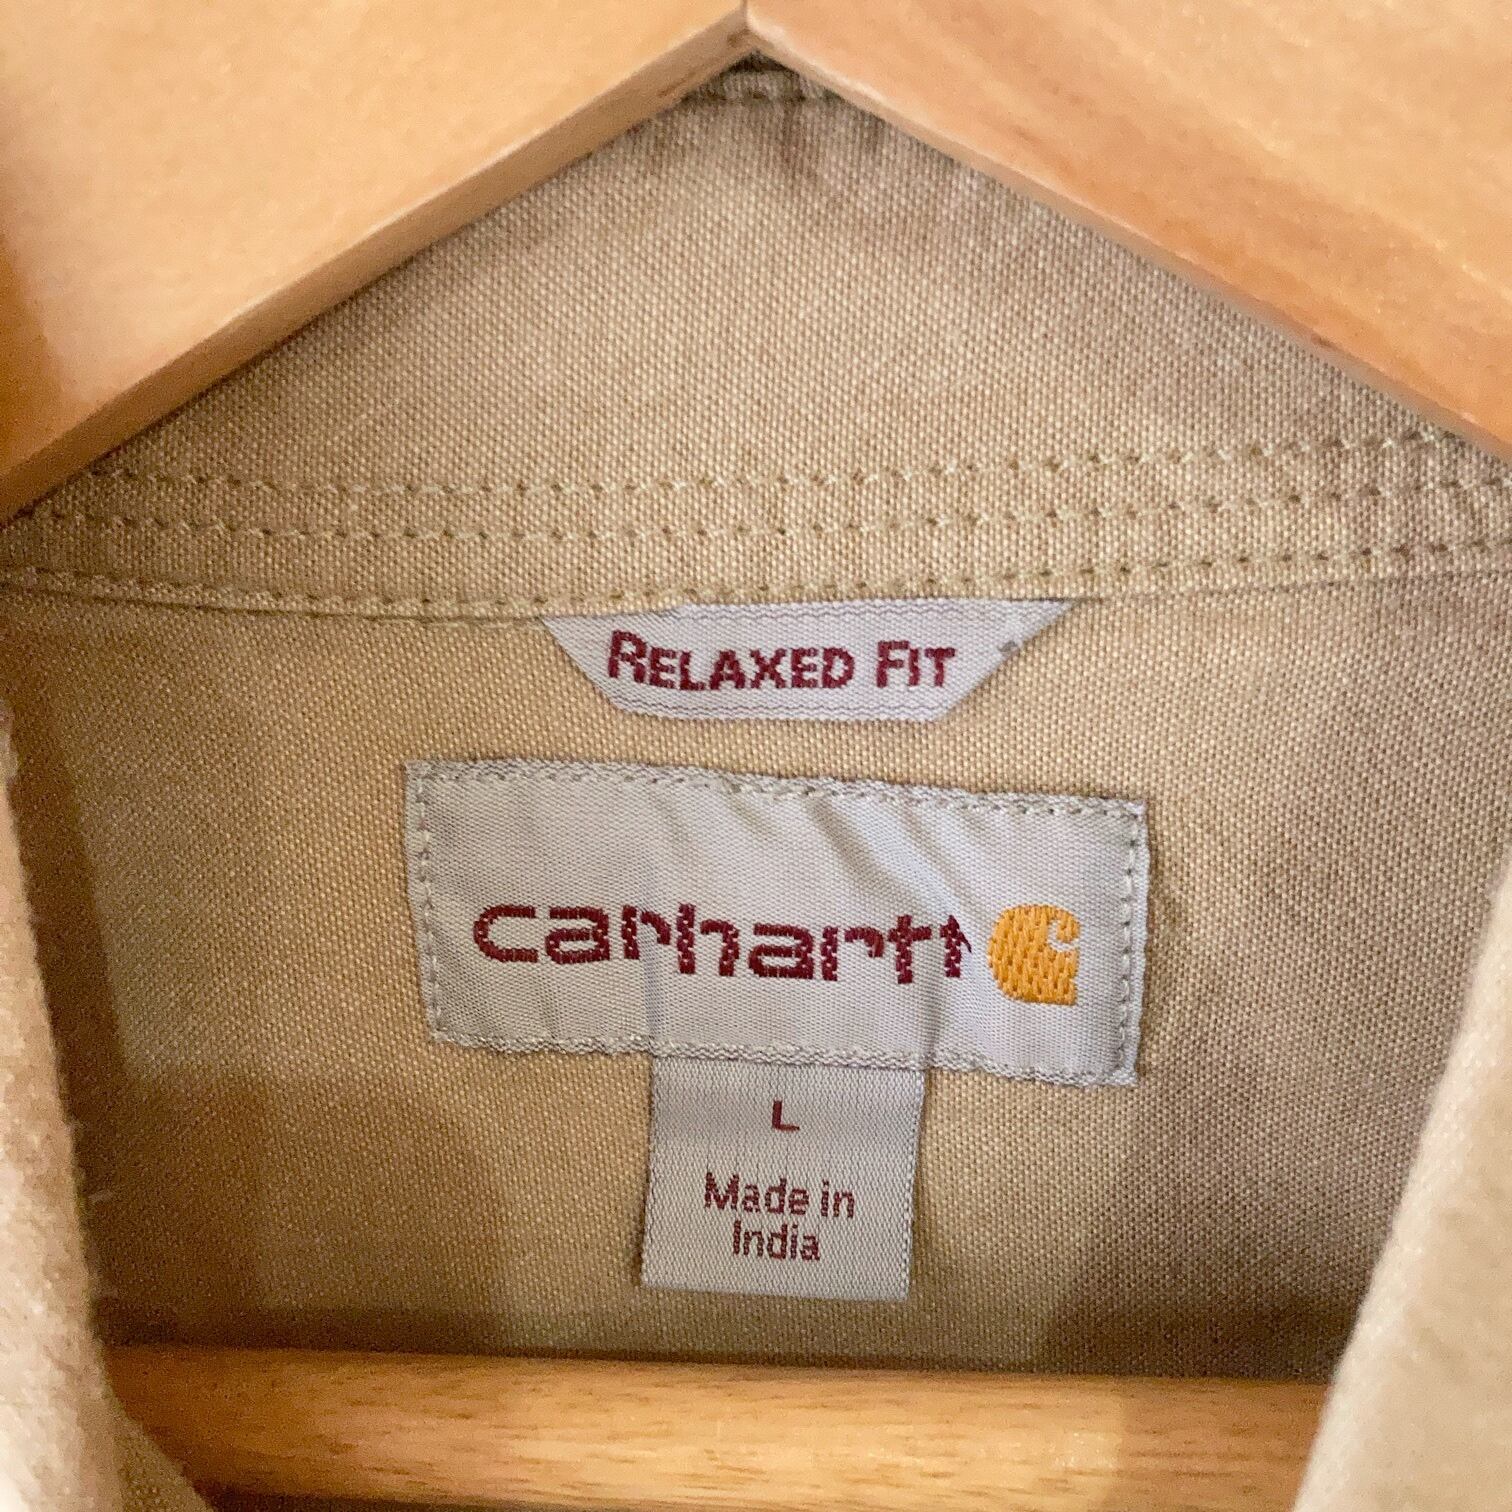 RELAXED FIT
carhartt
L
Made in
India